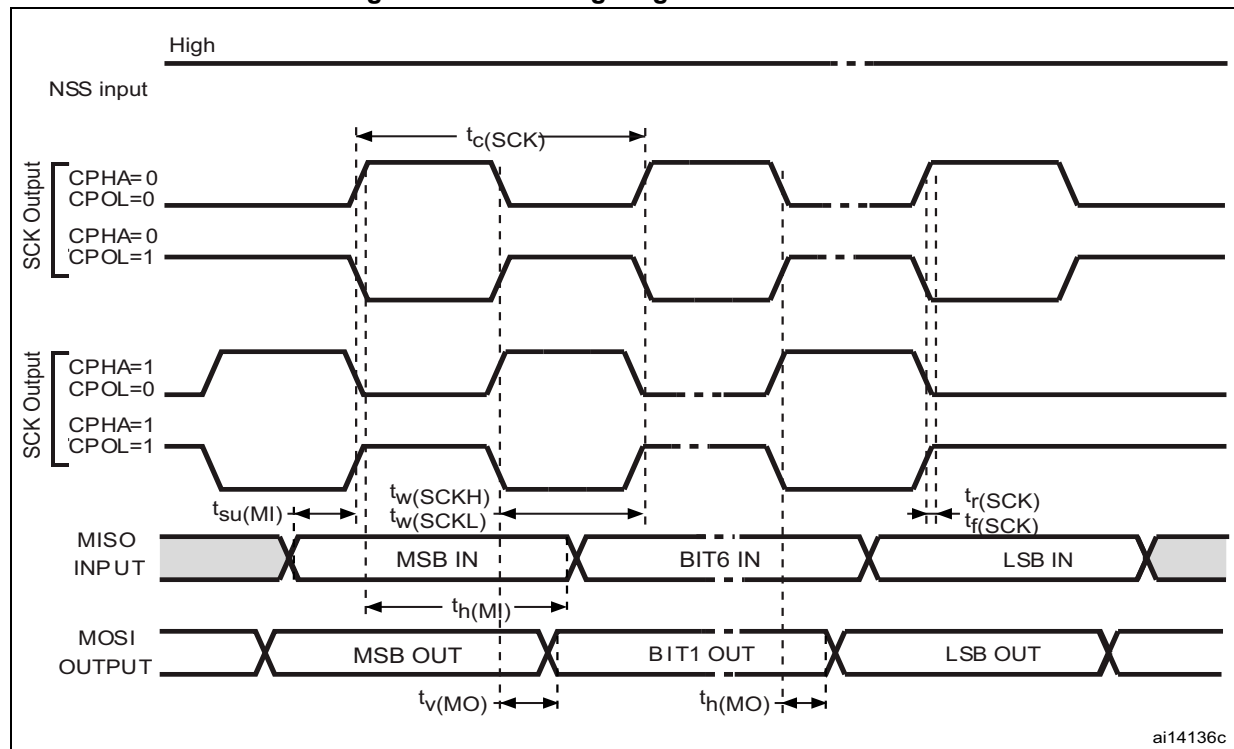 High
NSS input
tc(SCK)
SCK Output
CPHA=0
CPOL=0
CPHA=0
CPOL=1
SCK Output
CPHA=1
CPOL=0
CPHA=1
CPOL=1
tsu(MI)
tw(SCKH)
tw(SCKL)
tr(SCK)
tf(SCK)
MISO
INPUT
MSB IN
BIT6 IN
LSB IN
th(MI)
MOSI
OUTPUT
MSB OUT
BIT1 OUT
LSB OUT
tv(MO)
th(MO)
ai14136c